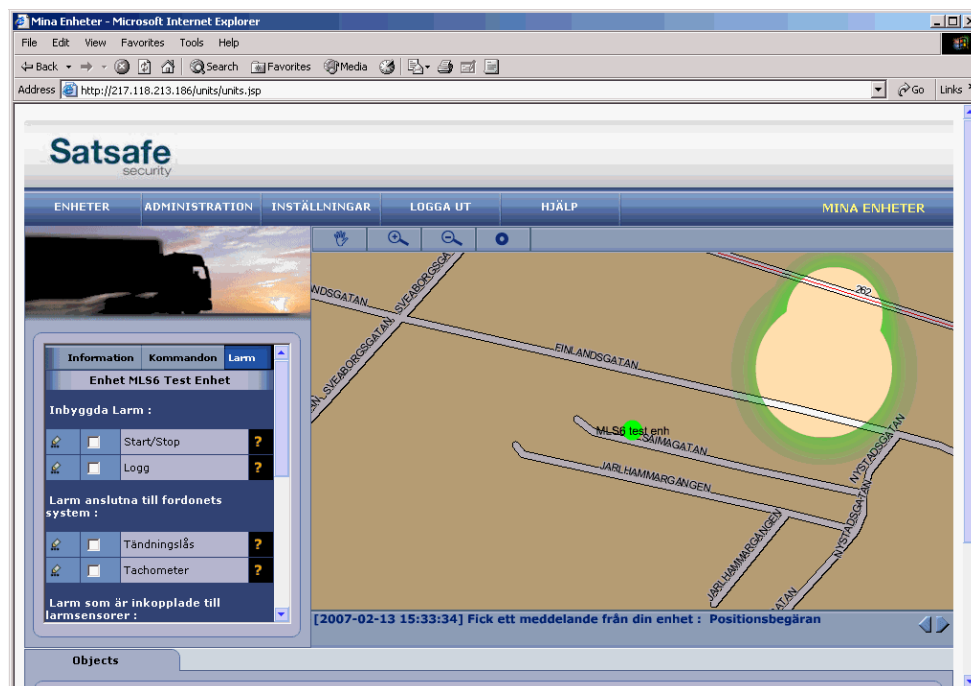 Mina Enheter - Microsoft Internet Explorer
File Edit View Favorites Tools Help
Back Search Favorites Media
Address http://217.118.213.186/units/units.jsp Go Links
Satsafe
security
ENHETER ADMINISTRATION INSTÄLLNINGAR LOGGA UT HJÄLP MINA ENHETER
Information Kommandon Larm
Enhet MLS6 Test Enhet
Inbyggda Larm :
Start/Stop ?
Logg ?
Larm anslutna till fordonets
system :
Tändningslås ?
Tachometer ?
Larm som är inkopplade till
larmsensorer :
NDSGATAN
SVEABORGSGA
SVEABORGSGATAN
SVEABORGSGATAN
262
EINLANDSGATAN
MLS6 test enh
SAIMAGATAN
JARLHAMMARGÅNGEN
NYSTADSGATAN
NYSTADSGATAN
JARLHAMMARGÅNGEN
ATAN
[2007-02-13 15:33:34] Fick ett meddelande från din enhet : Positionsbegäran
Objects